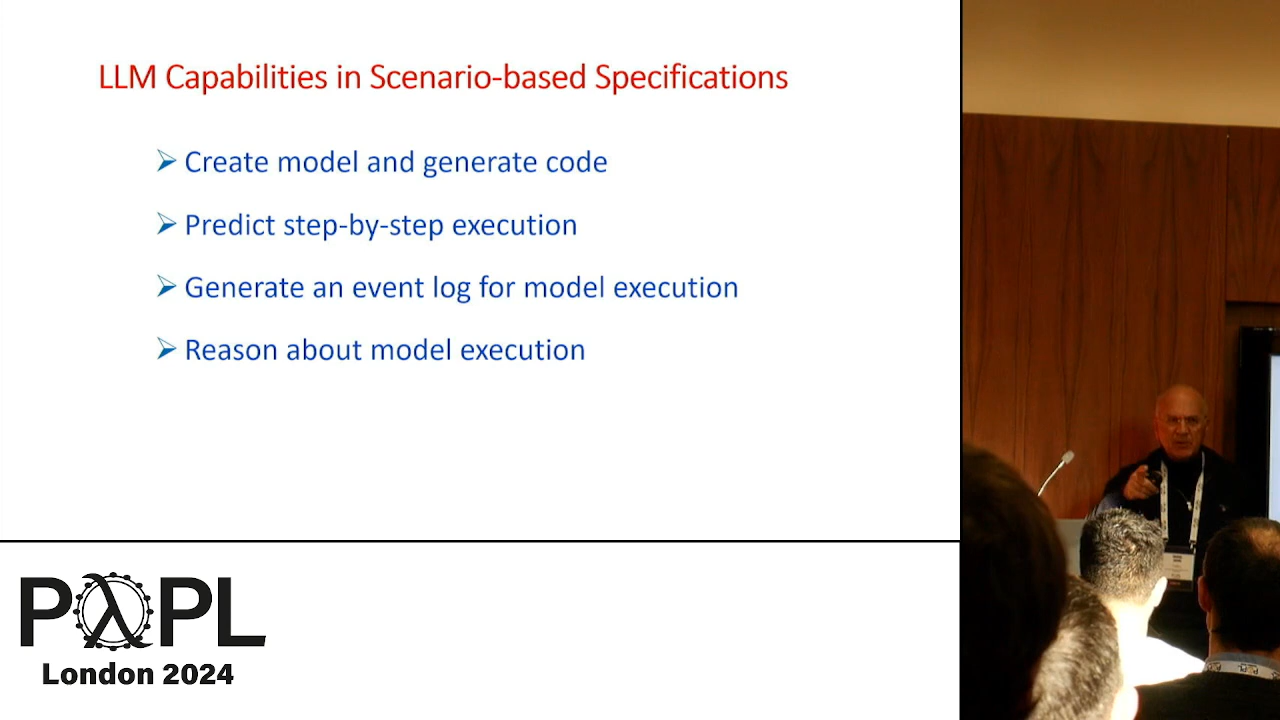 LLM Capabilities in Scenario-based Specifications
➢ Create model and generate code
➢ Predict step-by-step execution
➢ Generate an event log for model execution
➢ Reason about model execution
PλPL
London 2024